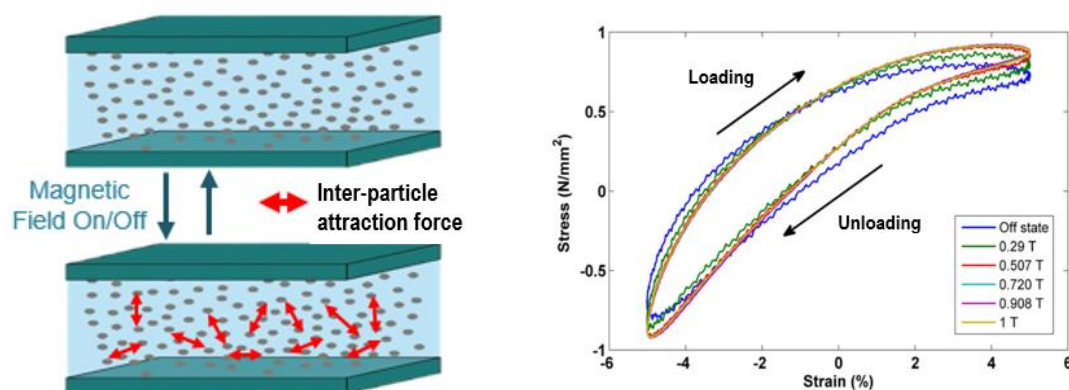 Magnetic
Field On/Off
Inter-particle
attraction force
1
0.5
0
-0.5
-1
Stress (N/mm²)
Loading
Unloading
Off state
0.29 T
0.507 T
0.720 T
0.908 T
1 T
-6
-4
-2
0
2
4
6
Strain (%)